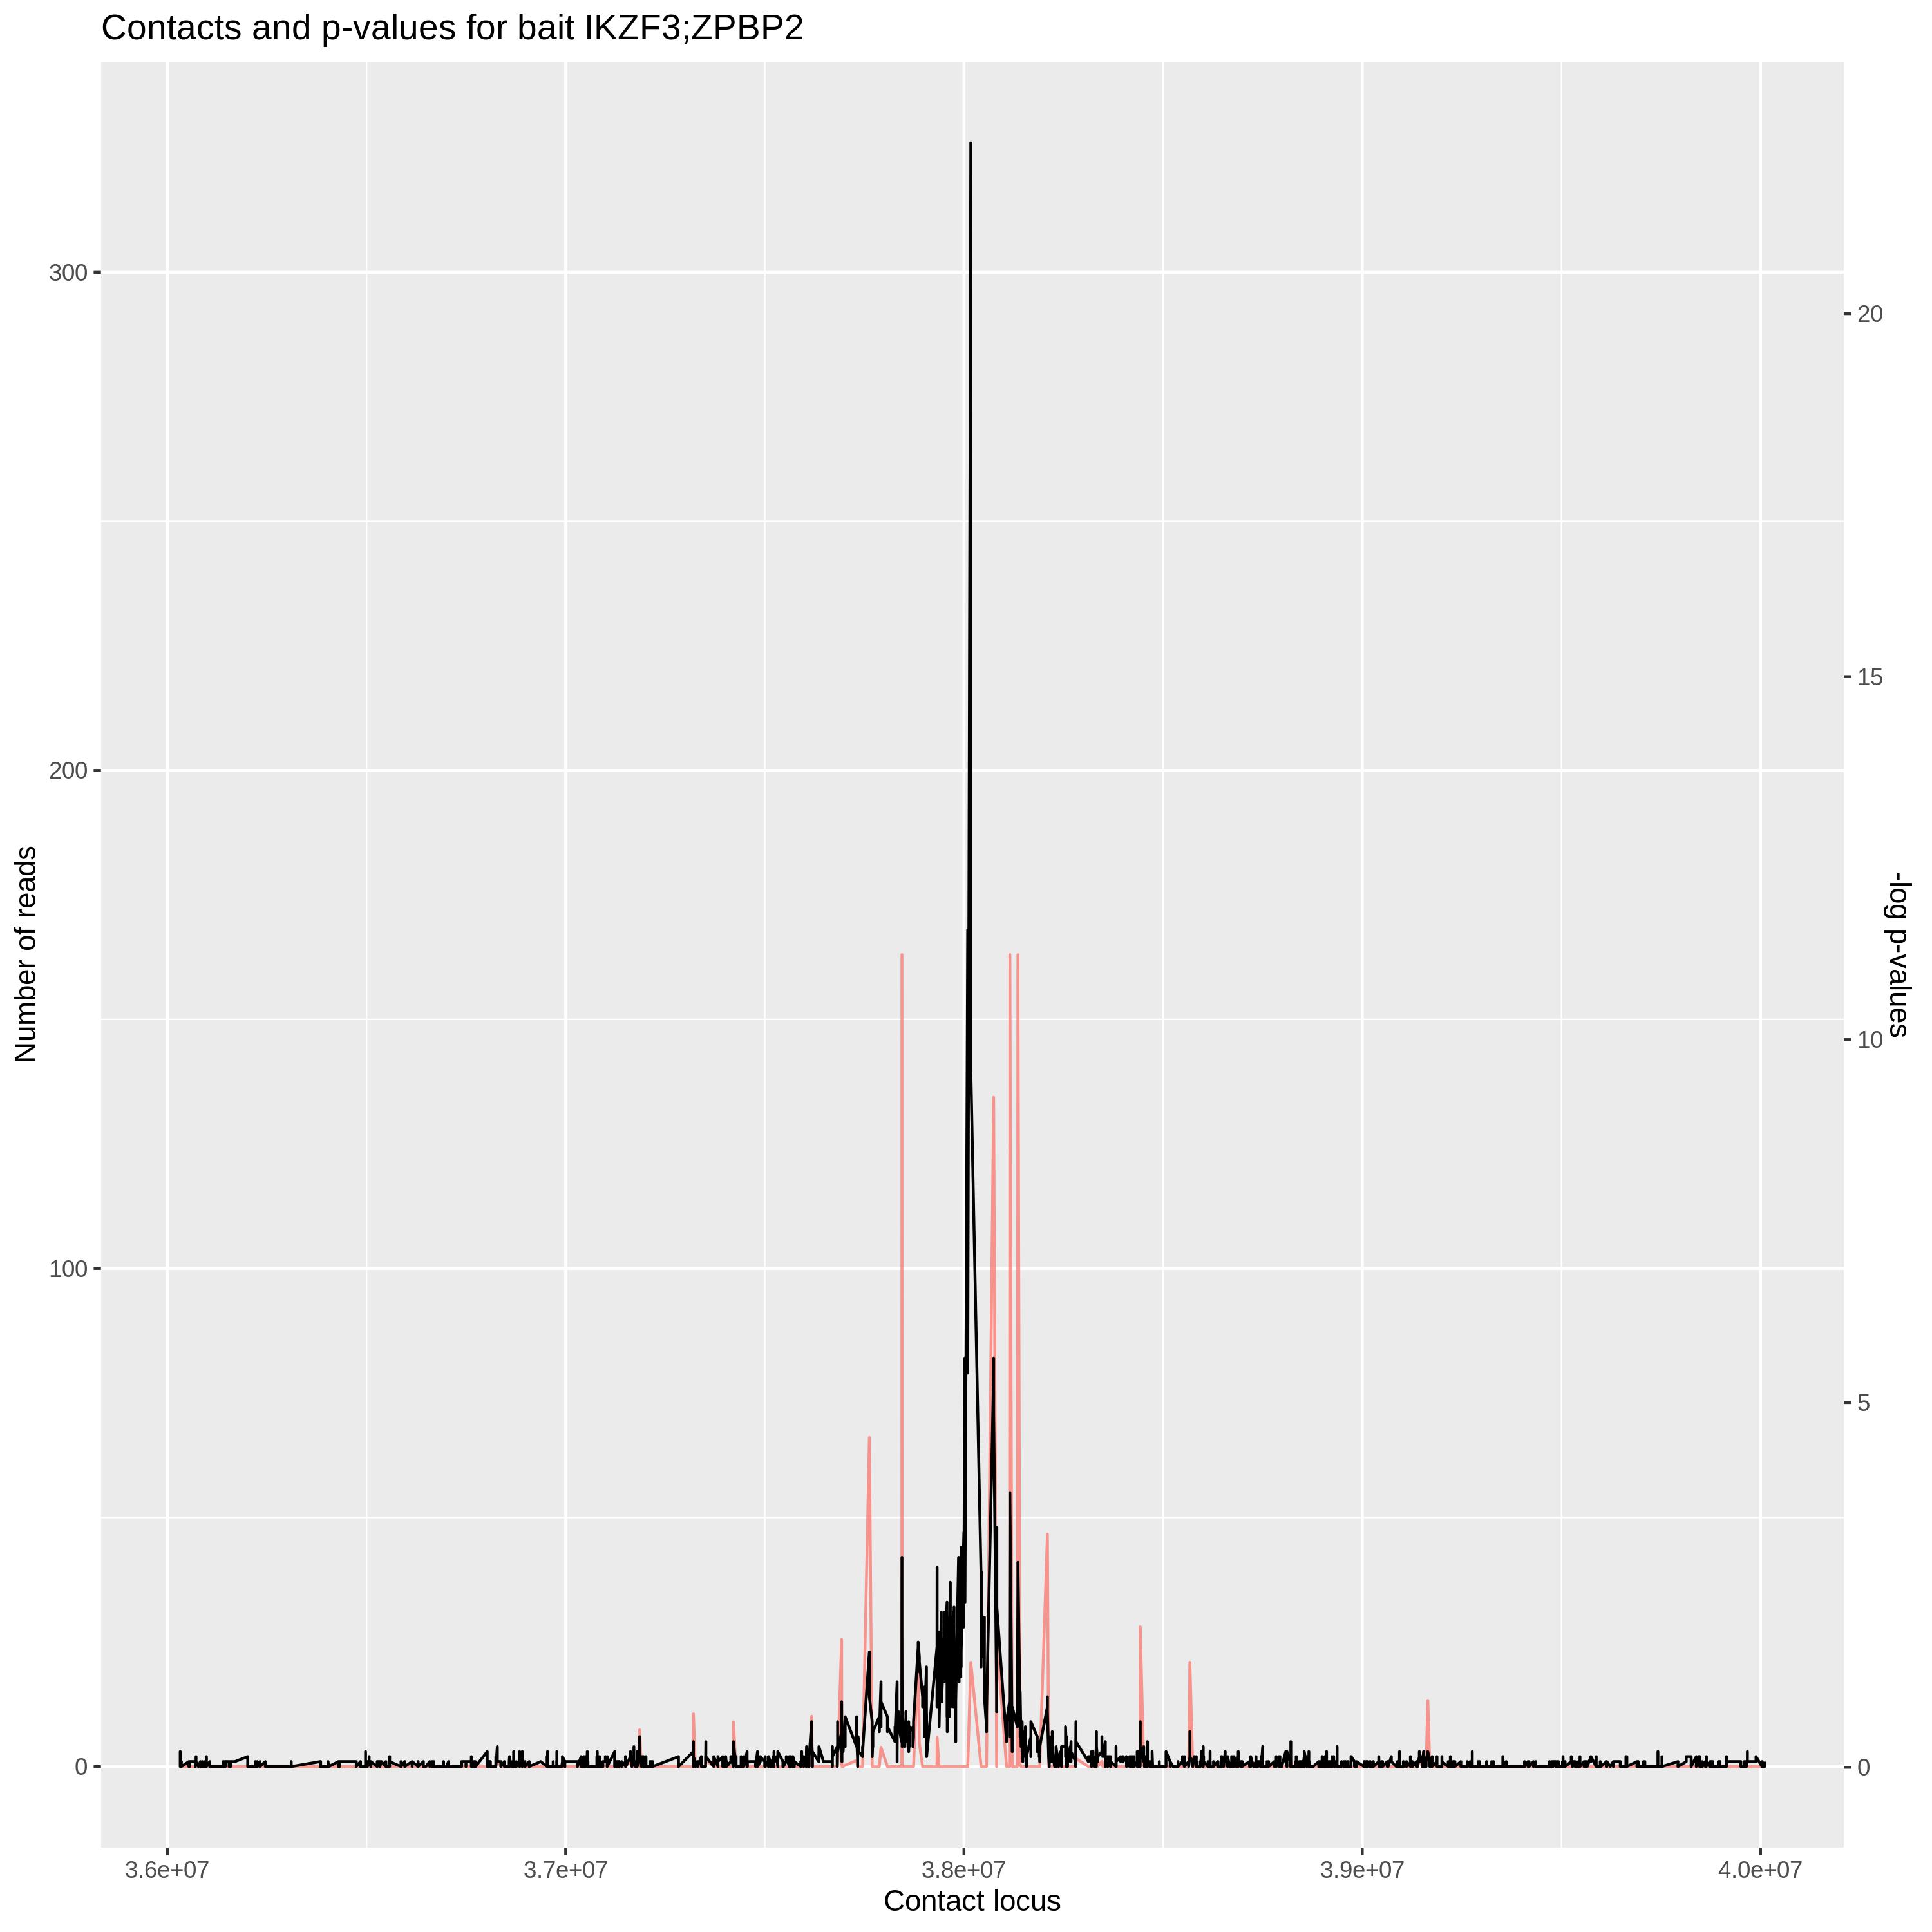 Contacts and p-values for bait IKZF3;ZPBP2
Number of reads
300
200
100
0
-log p-values
20
15
10
5
0
3.6e+07
3.7e+07
3.8e+07
3.9e+07
4.0e+07
Contact locus